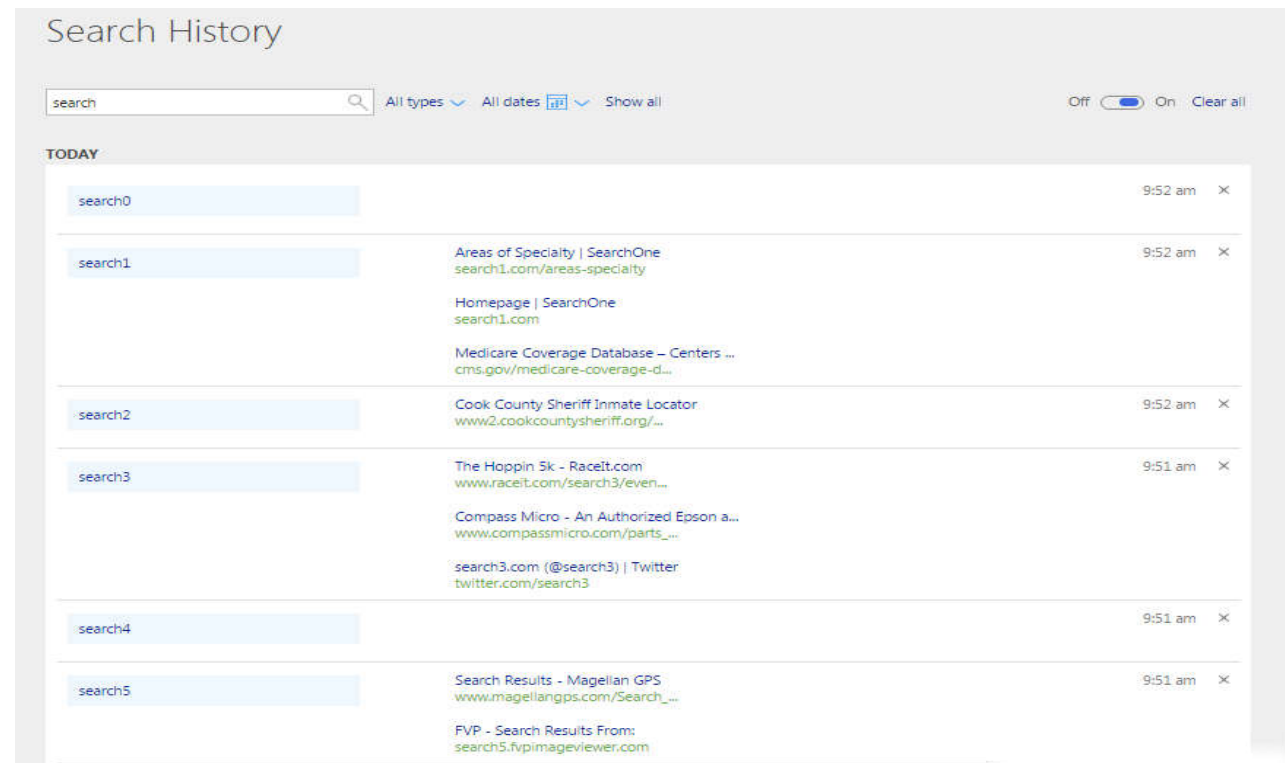 Search History
search All types All dates Show all Off On Clear all
TODAY
search0 9:52 am
search1 Areas of Specialty | SearchOne 9:52 am
search1.com/areas-specialty
Homepage | SearchOne
search1.com
Medicare Coverage Database – Centers ...
cms.gov/medicare-coverage-d...
search2 Cook County Sheriff Inmate Locator 9:52 am
www2.cookcountysheriff.org/...
search3 The Hoppin 5k - RaceIt.com 9:51 am
www.raceit.com/search3/even...
Compass Micro - An Authorized Epson a...
www.compassmicro.com/parts_...
search3.com (@search3) | Twitter
twitter.com/search3
search4 9:51 am
search5 Search Results - Magellan GPS 9:51 am
www.magellangps.com/Search_...
FVP - Search Results From:
search5.fvpimageviewer.com